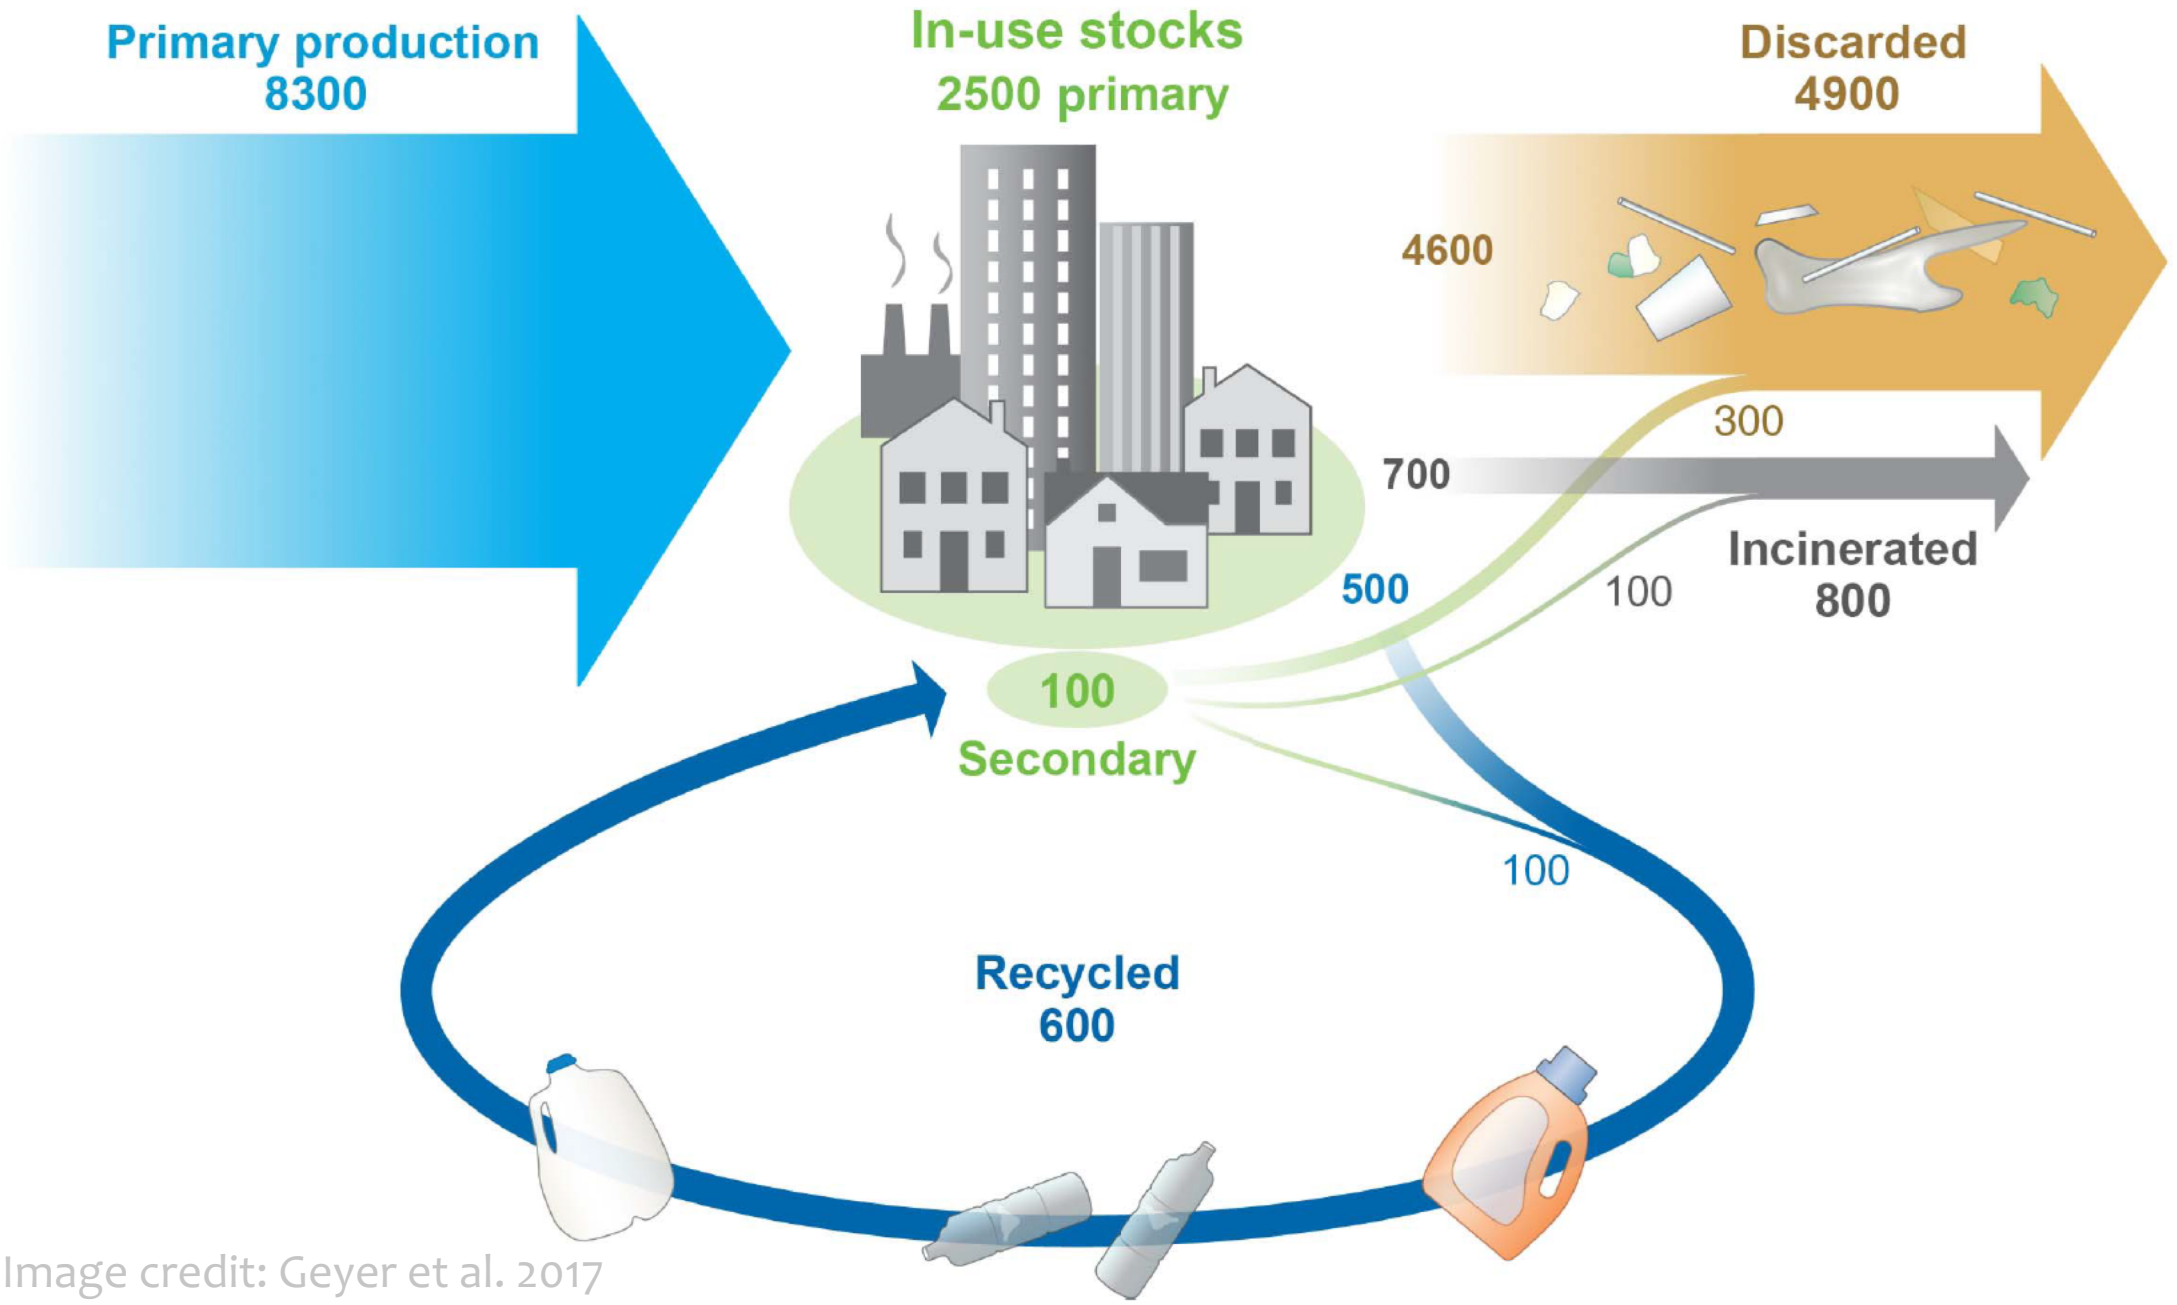 Primary production
8300
In-use stocks
2500 primary
Discarded
4900
4600
300
700
Incinerated
800
500
100
100
Secondary
100
Recycled
600
Image credit: Geyer et al. 2017